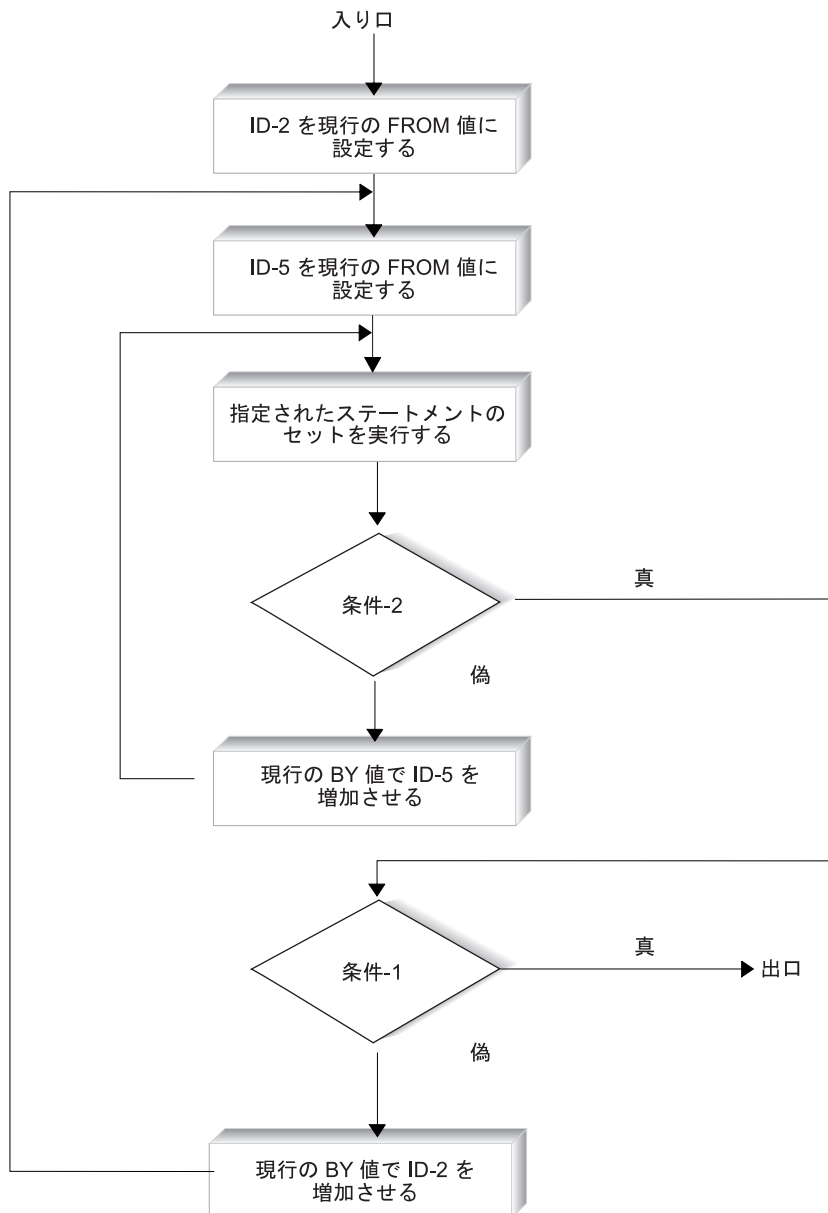 入り口
ID-2 を現行の FROM 値に
設定する
ID-5 を現行の FROM 値に
設定する
指定されたステートメントの
セットを実行する
条件-2
真
偽
現行の BY 値で ID-5 を
増加させる
条件-1
真
出口
偽
現行の BY 値で ID-2 を
増加させる